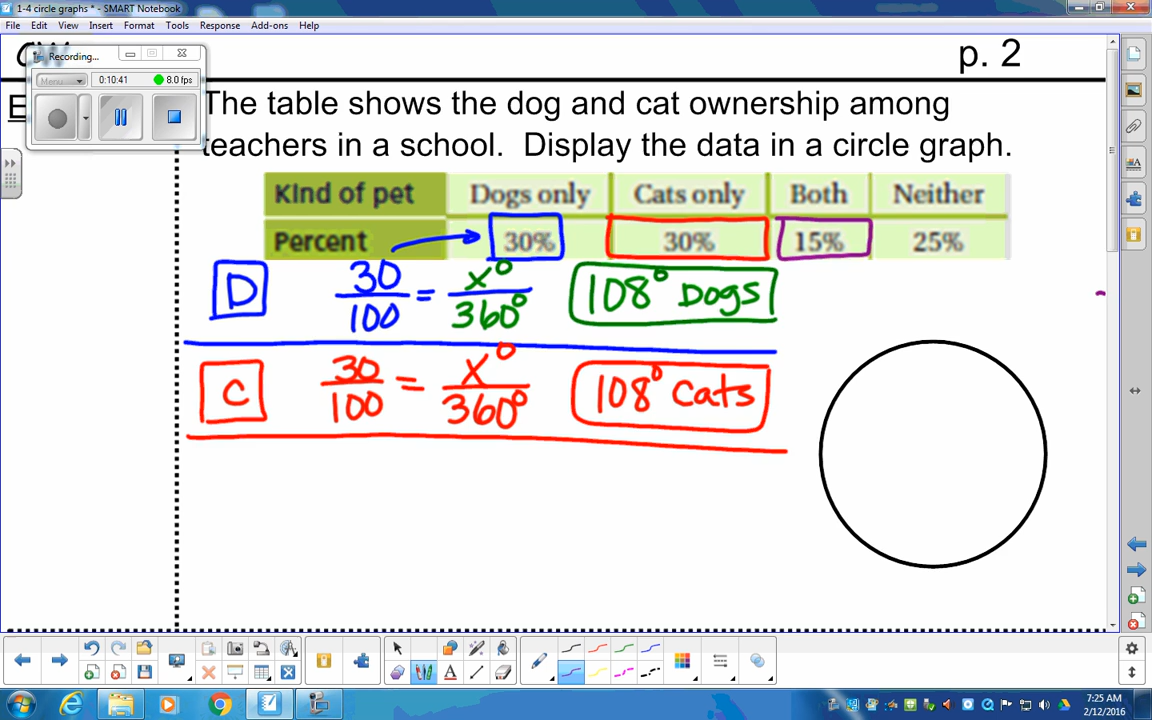 1-4 circle graphs * - SMART Notebook
File Edit View Insert Format Tools Response Add-ons Help
Recording...
Menu 0:10:41 8.0 fps
p. 2
The table shows the dog and cat ownership among
teachers in a school. Display the data in a circle graph.
Kind of pet Dogs only Cats only Both Neither
Percent 30% 30% 15% 25%
D 30/100 = x°/360° 108° Dogs
C 30/100 = x°/360° 108° Cats
7:25 AM
2/12/2016